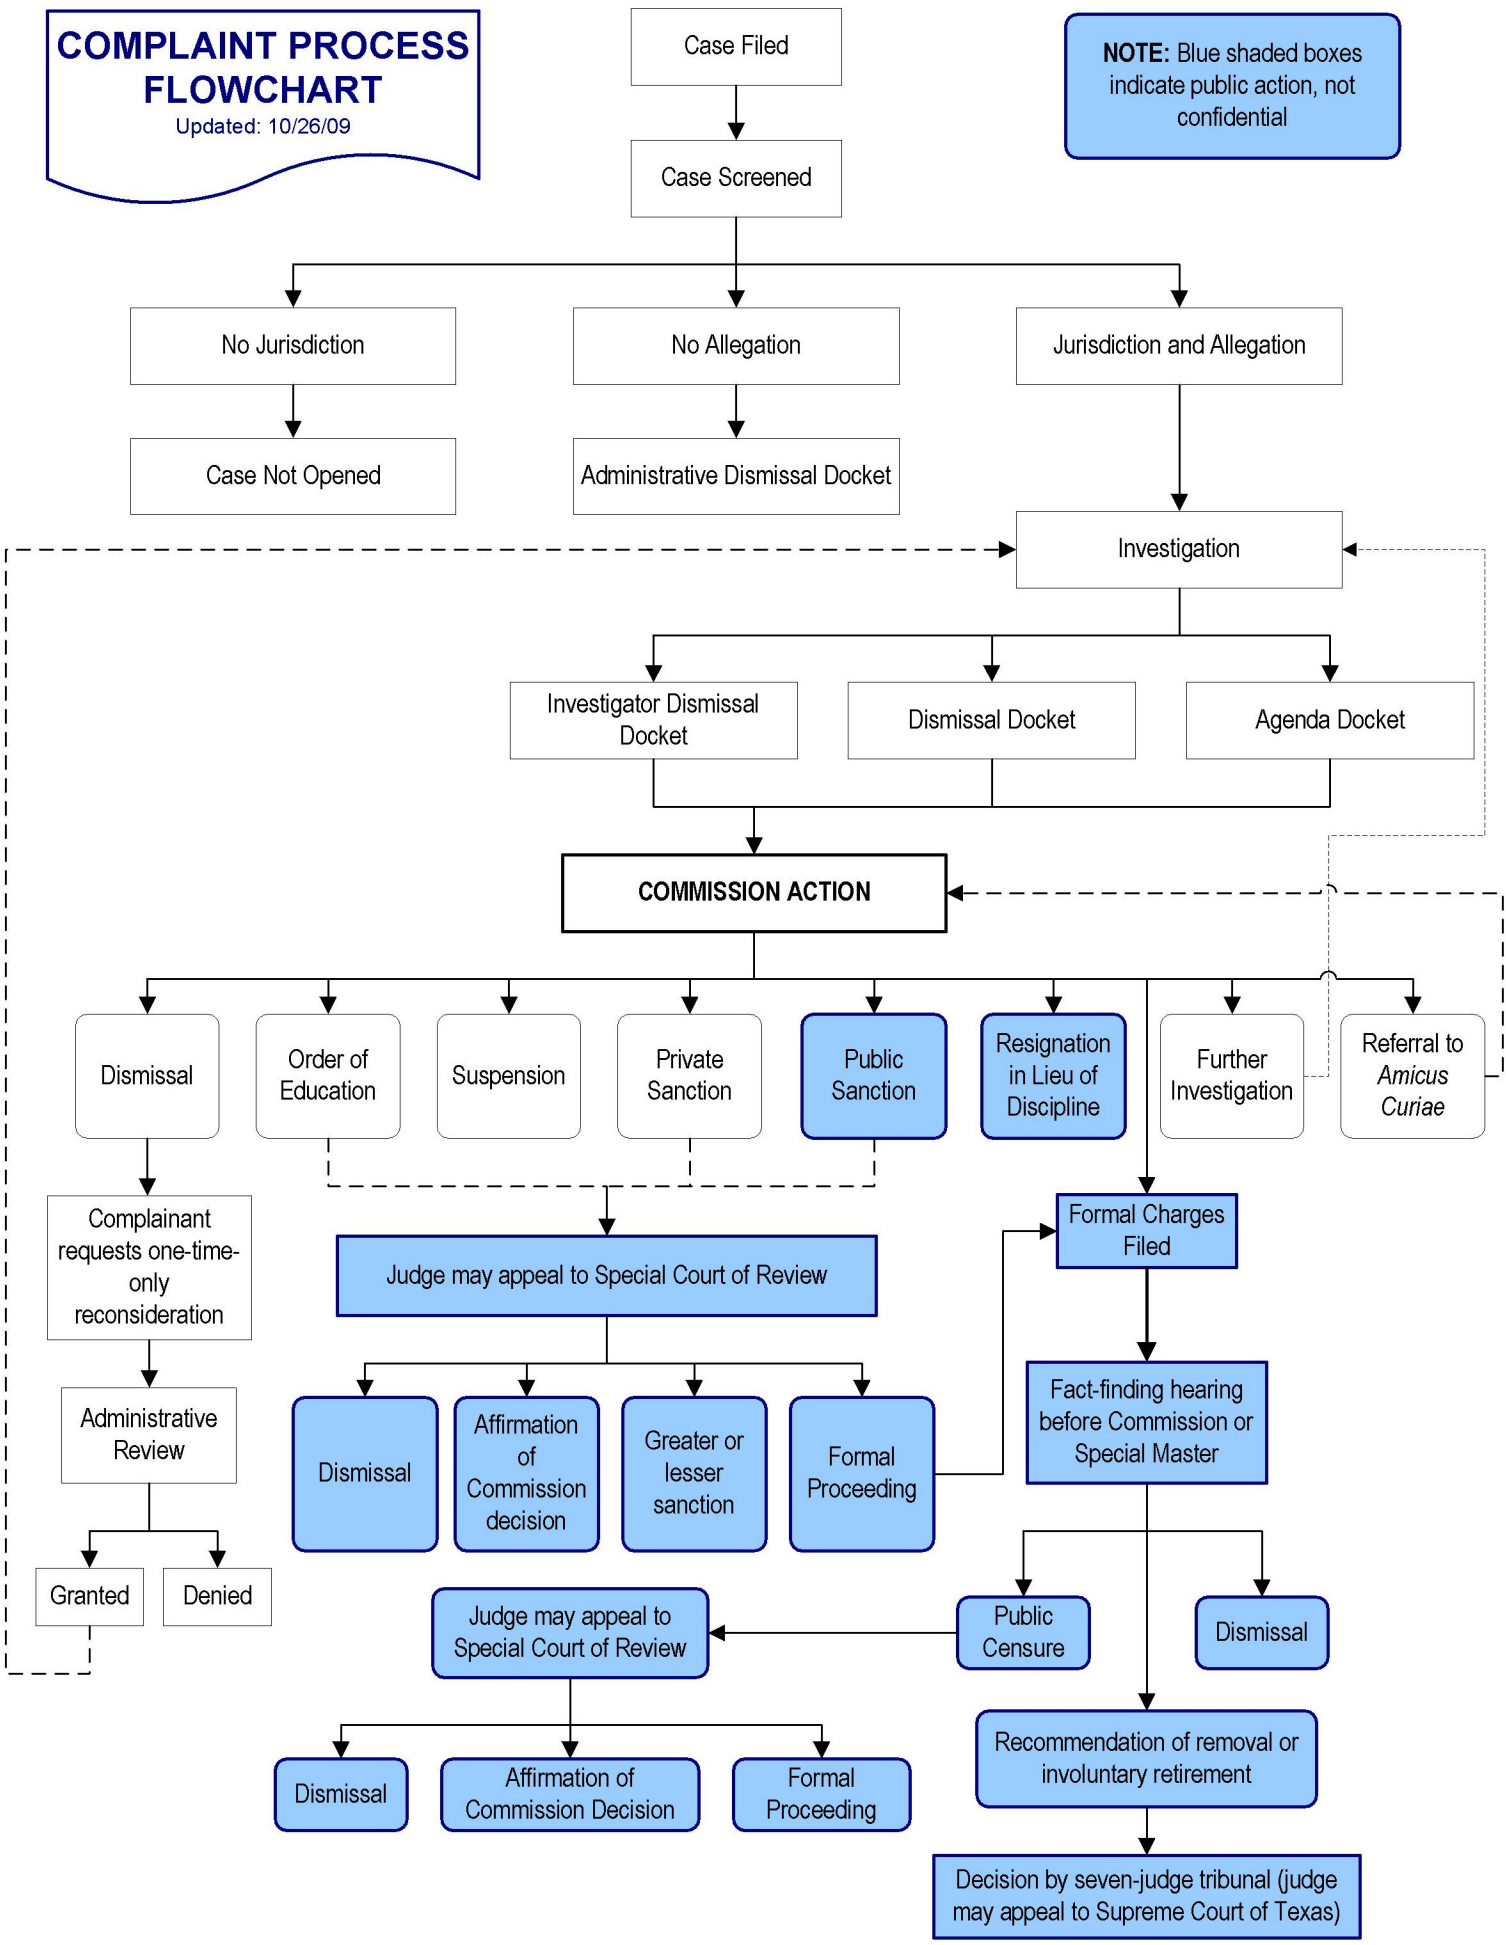 COMPLAINT PROCESS
FLOWCHART
Updated: 10/26/09
Case Filed
NOTE: Blue shaded boxes
indicate public action, not
confidential
Case Screened
No Jurisdiction
No Allegation
Jurisdiction and Allegation
Case Not Opened
Administrative Dismissal Docket
Investigation
Investigator Dismissal
Docket
Dismissal Docket
Agenda Docket
COMMISSION ACTION
Dismissal
Order of
Education
Suspension
Private
Sanction
Public
Sanction
Resignation
in Lieu of
Discipline
Further
Investigation
Referral to
Amicus
Curiae
Complainant
requests one-time-
only
reconsideration
Judge may appeal to Special Court of Review
Formal Charges
Filed
Administrative
Review
Dismissal
Affirmation
of
Commission
decision
Greater or
lesser
sanction
Formal
Proceeding
Fact-finding hearing
before Commission or
Special Master
Granted
Denied
Judge may appeal to
Special Court of Review
Public
Censure
Dismissal
Dismissal
Affirmation of
Commission Decision
Formal
Proceeding
Recommendation of removal or
involuntary retirement
Decision by seven-judge tribunal (judge
may appeal to Supreme Court of Texas)